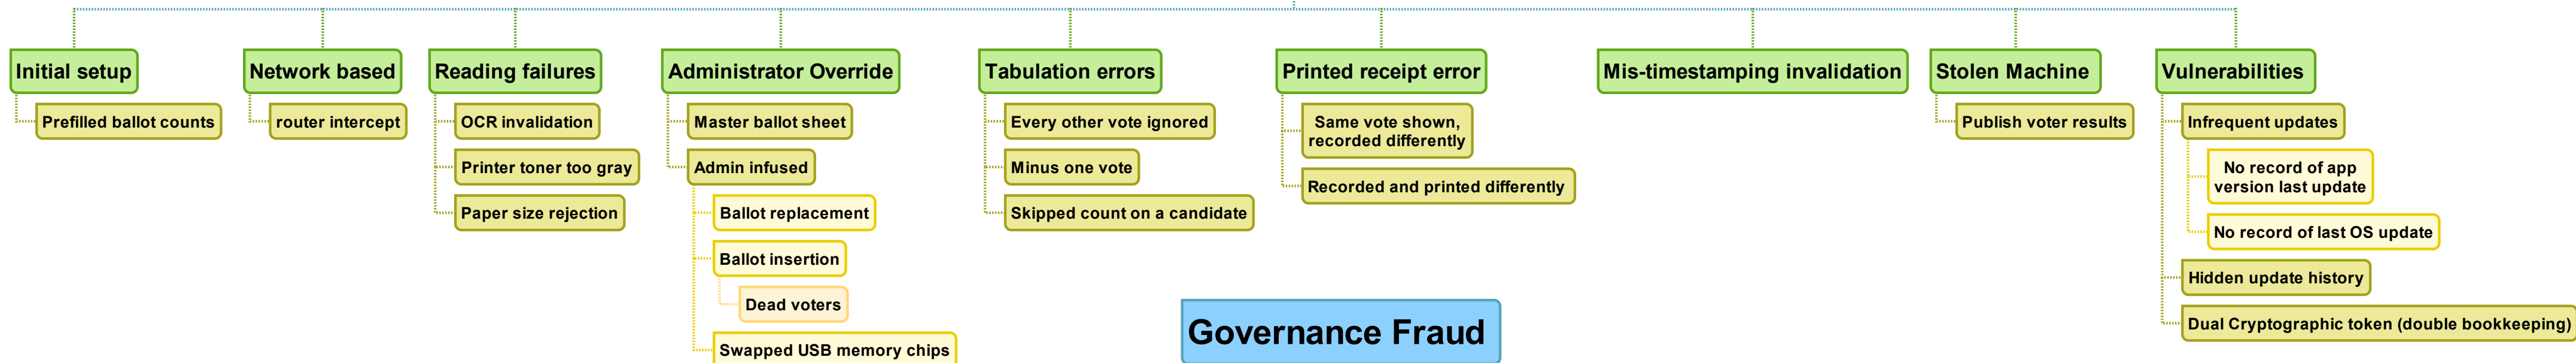 Initial setup
Prefilled ballot counts
Network based
router intercept
Reading failures
OCR invalidation
Printer toner too gray
Paper size rejection
Administrator Override
Master ballot sheet
Admin infused
Ballot replacement
Ballot insertion
Dead voters
Swapped USB memory chips
Tabulation errors
Every other vote ignored
Minus one vote
Skipped count on a candidate
Printed receipt error
Same vote shown,
recorded differently
Recorded and printed differently
Mis-timestamping invalidation
Stolen Machine
Publish voter results
Vulnerabilities
Infrequent updates
No record of app
version last update
No record of last OS update
Hidden update history
Dual Cryptographic token (double bookkeeping)
Governance Fraud